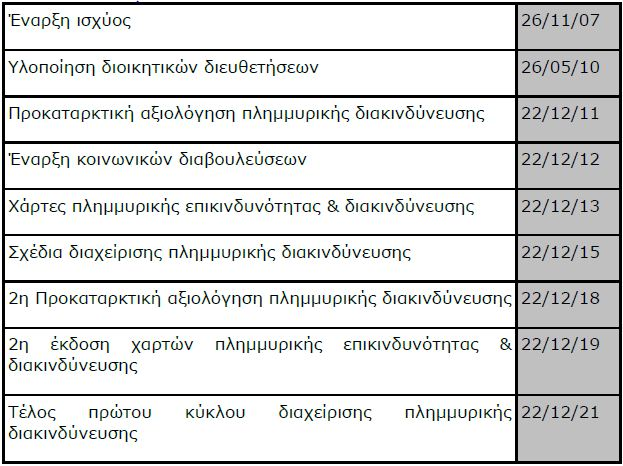 Έναρξη ισχύος 26/11/07
Υλοποίηση διοικητικών διευθετήσεων 26/05/10
Προκαταρκτική αξιολόγηση πλημμυρικής διακινδύνευσης 22/12/11
Έναρξη κοινωνικών διαβουλεύσεων 22/12/12
Χάρτες πλημμυρικής επικινδυνότητας & διακινδύνευσης 22/12/13
Σχέδια διαχείρισης πλημμυρικής διακινδύνευσης 22/12/15
2η Προκαταρκτική αξιολόγηση πλημμυρικής διακινδύνευσης 22/12/18
2η έκδοση χαρτών πλημμυρικής επικινδυνότητας & 22/12/19
διακινδύνευσης
Τέλος πρώτου κύκλου διαχείρισης πλημμυρικής 22/12/21
διακινδύνευσης